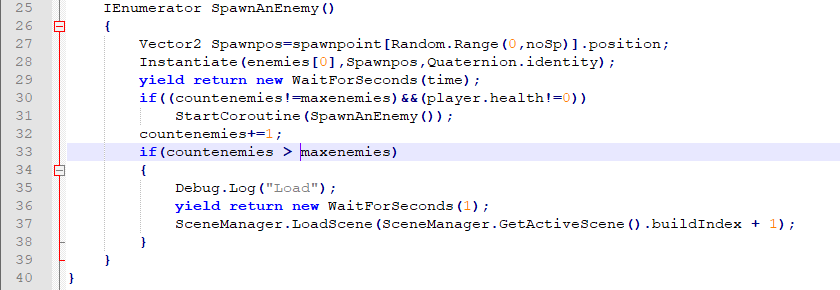 25 IEnumerator SpawnAnEnemy()
26 {
27 Vector2 Spawnpos=spawnpoint[Random.Range(0,noSp)].position;
28 Instantiate(enemies[0],Spawnpos,Quaternion.identity);
29 yield return new WaitForSeconds(time);
30 if((countenemies!=maxenemies)&&(player.health!=0))
31 StartCoroutine(SpawnAnEnemy());
32 countenemies+=1;
33 if(countenemies > maxenemies)
34 {
35 Debug.Log("Load");
36 yield return new WaitForSeconds(1);
37 SceneManager.LoadScene(SceneManager.GetActiveScene().buildIndex + 1);
38 }
39 }
40 }